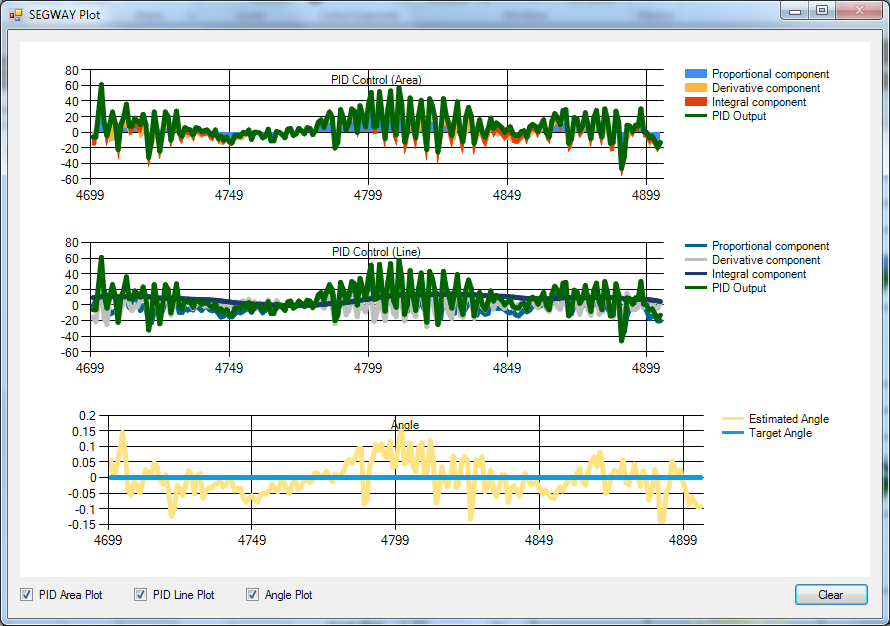 SEGWAY Plot
PID Control (Area)
80
60
40
20
0
-20
-40
-60
4699 4749 4799 4849 4899
Proportional component
Derivative component
Integral component
PID Output
PID Control (Line)
80
60
40
20
0
-20
-40
-60
4699 4749 4799 4849 4899
Proportional component
Derivative component
Integral component
PID Output
Angle
0.2
0.15
0.1
0.05
0
-0.05
-0.1
-0.15
4699 4749 4799 4849 4899
Estimated Angle
Target Angle
PID Area Plot PID Line Plot Angle Plot Clear